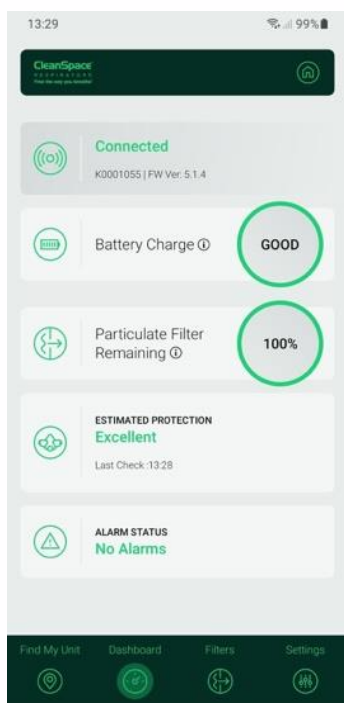 13:29
99%
CleanSpace
RESPIRATORS
Connected
K0001055 | FW Ver: 5.1.4
Battery Charge
GOOD
Particulate Filter
Remaining
100%
ESTIMATED PROTECTION
Excellent
Last Check :13:28
ALARM STATUS
No Alarms
Find My Unit Dashboard Filters Settings